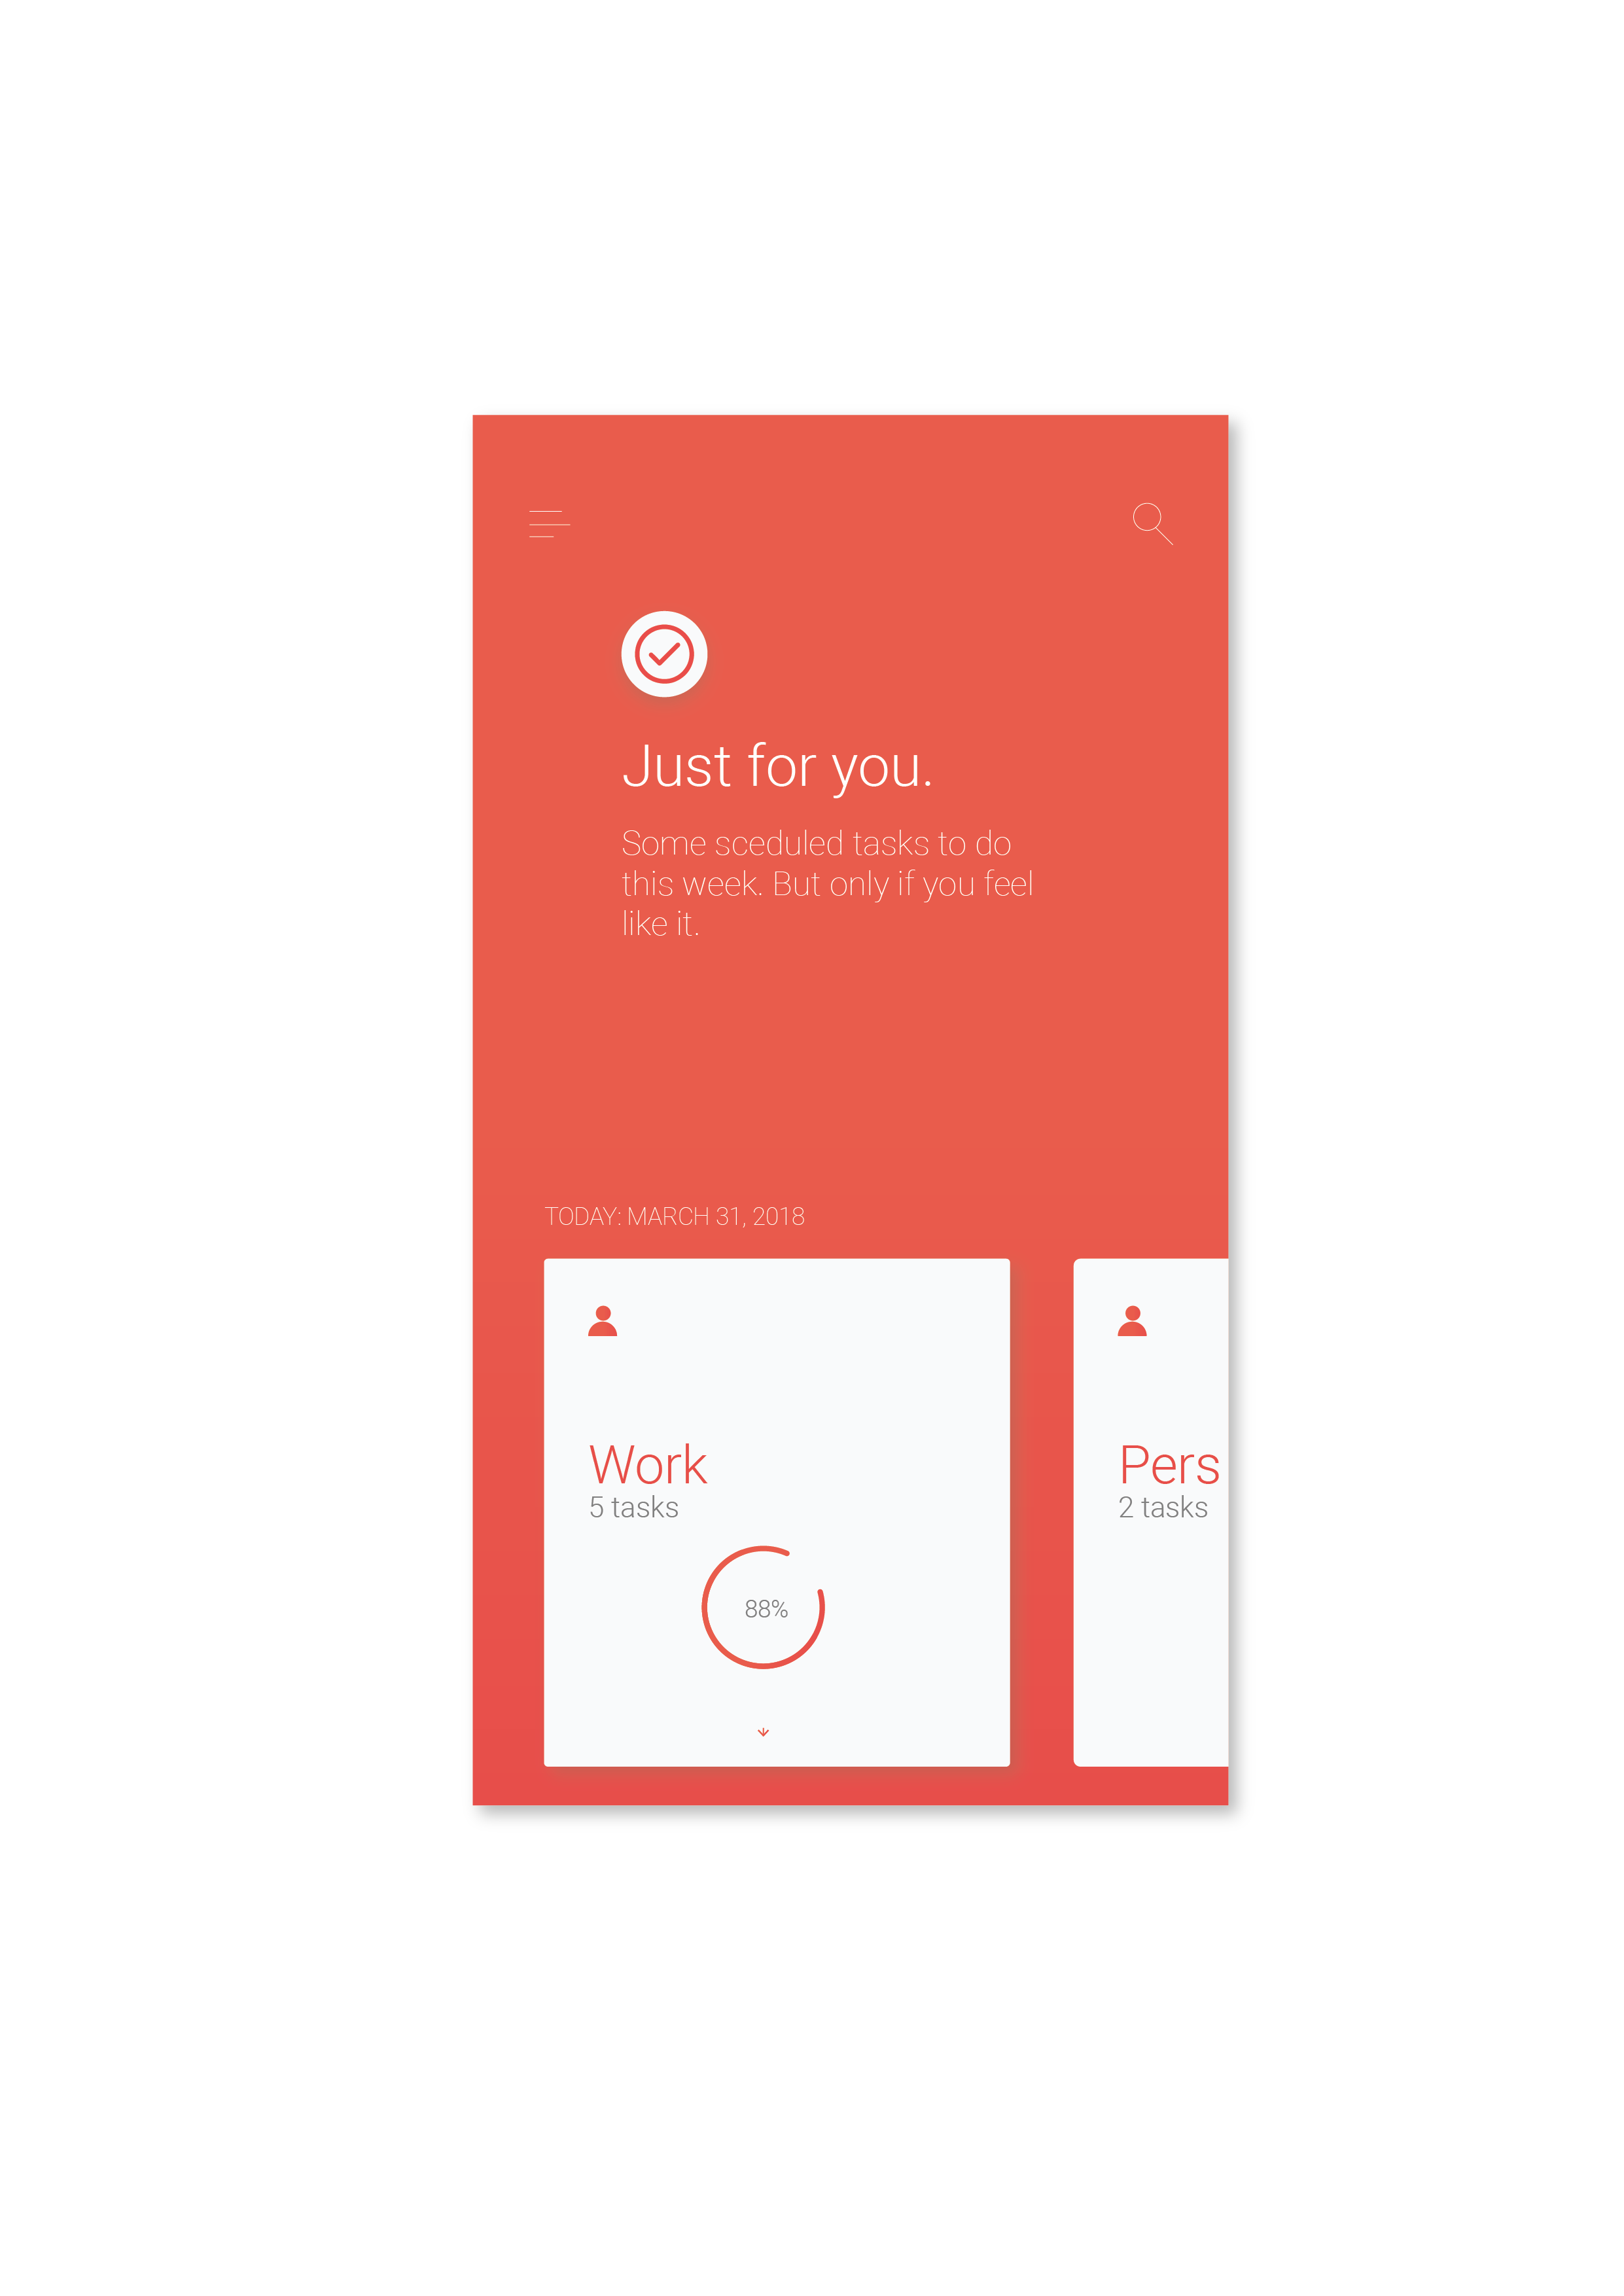 Just for you.
Some sceduled tasks to do
this week. But only if you feel
like it.
TODAY: MARCH 31, 2018
Work
5 tasks
88%
Pers
2 tasks